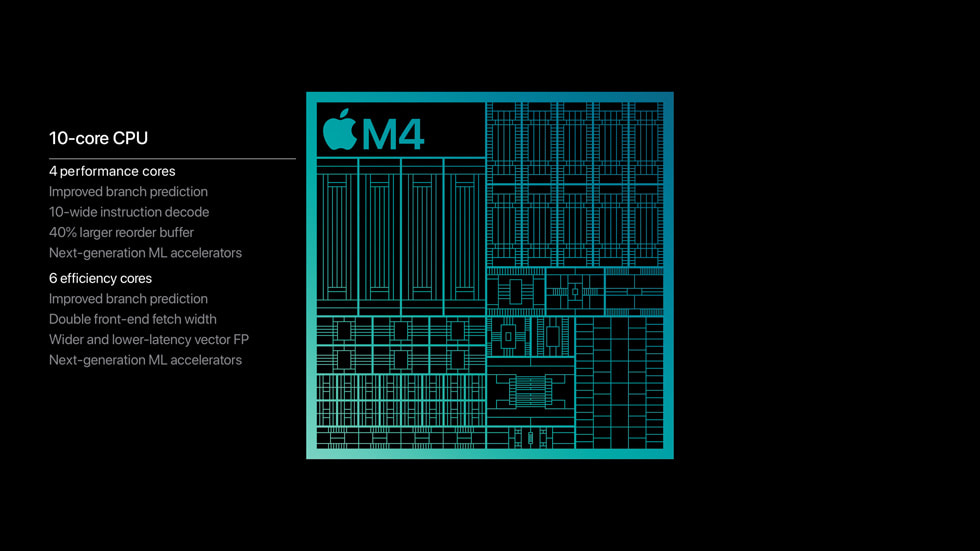 10-core CPU
4 performance cores
Improved branch prediction
10-wide instruction decode
40% larger reorder buffer
Next-generation ML accelerators
6 efficiency cores
Improved branch prediction
Double front-end fetch width
Wider and lower-latency vector FP
Next-generation ML accelerators
M4